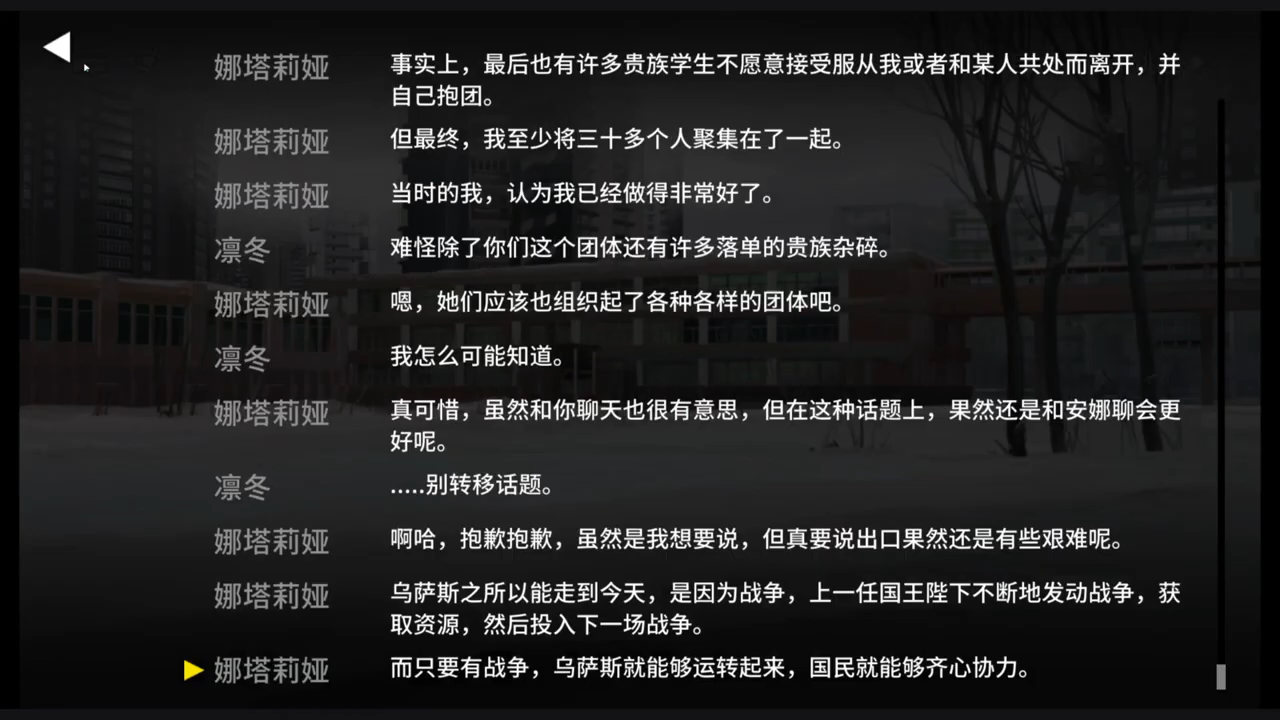 娜塔莉娅 事实上，最后也有许多贵族学生不愿意接受服从我或者和某人共处而离开，并
自己抱团。
娜塔莉娅 但最终，我至少将三十多个人聚集在了一起。
娜塔莉娅 当时的我，认为我已经做得非常好了。
凛冬 难怪除了你们这个团体还有许多落单的贵族杂碎。
娜塔莉娅 嗯，她们应该也组织起了各种各样的团体吧。
凛冬 我怎么可能知道。
娜塔莉娅 真可惜，虽然和你聊天也很有意思，但在这种话题上，果然还是和安娜聊会更
好呢。
凛冬 .....别转移话题。
娜塔莉娅 啊哈，抱歉抱歉，虽然是我想要说，但真要说出口果然还是有些艰难呢。
娜塔莉娅 乌萨斯之所以能走到今天，是因为战争，上一任国王陛下不断地发动战争，获
取资源，然后投入下一场战争。
娜塔莉娅 而只要有战争，乌萨斯就能够运转起来，国民就能够齐心协力。